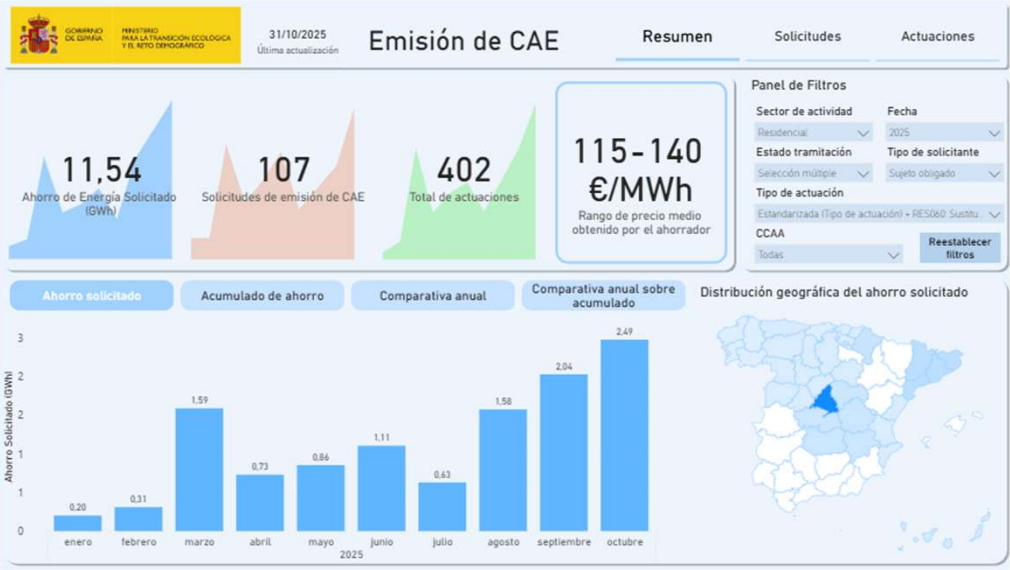 GOBIERNO
DE ESPAÑA
MINISTERIO
PARA LA TRANSICIÓN ECOLÓGICA
Y EL RETO DEMOGRÁFICO
31/10/2025
Última actualización
Emisión de CAE
Resumen
Solicitudes
Actuaciones
11,54
Ahorro de Energía Solicitado
(GWh)
107
Solicitudes de emisión de CAE
402
Total de actuaciones
115-140
€/MWh
Rango de precio medio
obtenido por el ahorrador
Panel de Filtros
Sector de actividad
Fecha
Residencial
2025
Estado tramitación
Tipo de solicitante
Selección múltiple
Sujeto obligado
Tipo de actuación
Estandarizada (Tipo de actuación) + RES060: Sustitu...
CCAA
Todas
Reestablecer
filtros
Ahorro solicitado
Acumulado de ahorro
Comparativa anual
Comparativa anual sobre
acumulado
Distribución geográfica del ahorro solicitado
Ahorro Solicitado (GWh)
3
2
2
1
1
0
0,20
0,31
1,59
0,73
0,86
1,11
0,63
1,58
2,04
2,49
enero
febrero
marzo
abril
mayo
junio
julio
agosto
septiembre
octubre
2025